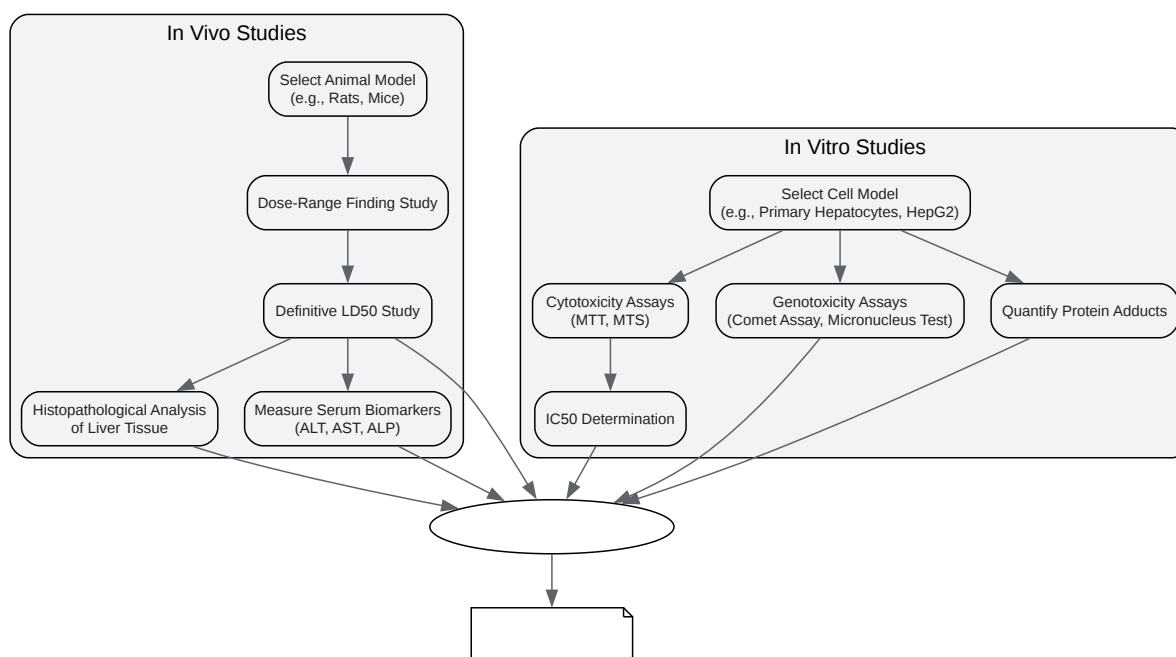 In Vivo Studies
Select Animal Model
(e.g., Rats, Mice)
Dose-Range Finding Study
Definitive LD50 Study
Histopathological Analysis
of Liver Tissue
Measure Serum Biomarkers
(ALT, AST, ALP)
In Vitro Studies
Select Cell Model
(e.g., Primary Hepatocytes, HepG2)
Cytotoxicity Assays
(MTT, MTS)
Genotoxicity Assays
(Comet Assay, Micronucleus Test)
Quantify Protein Adducts
IC50 Determination